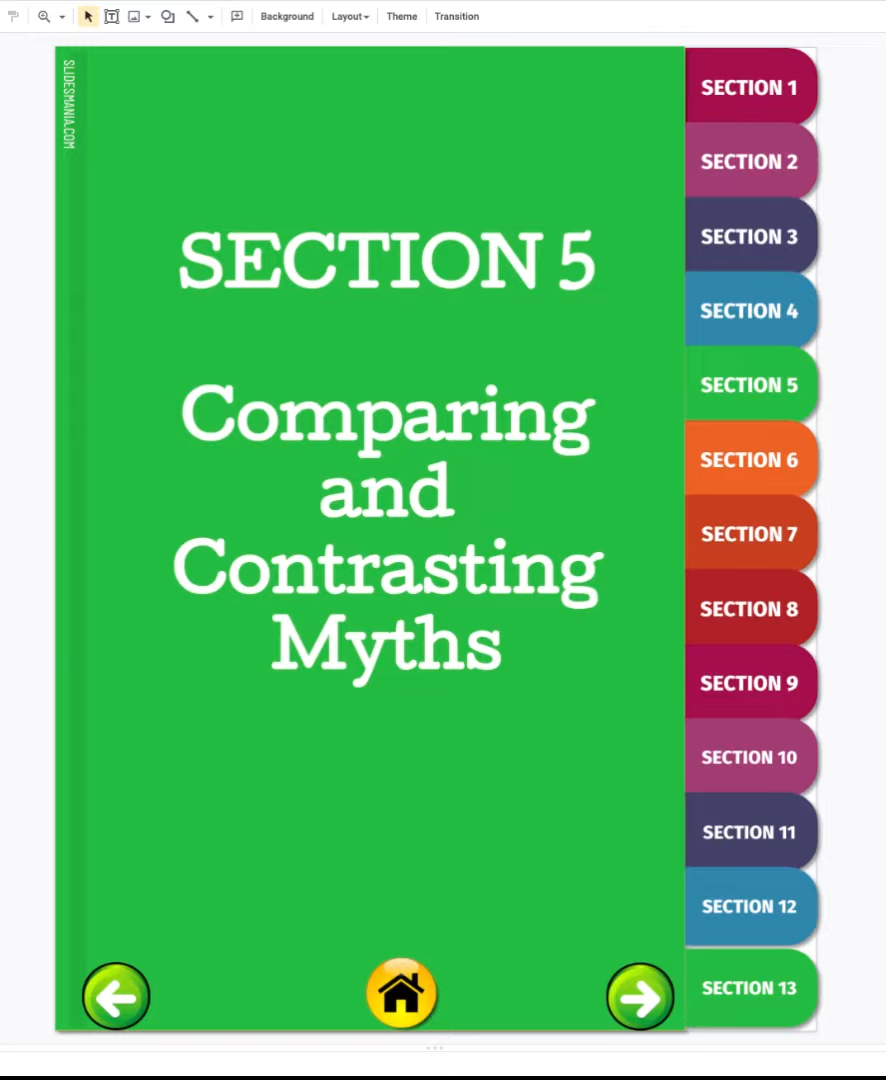 Background
Layout
Theme
Transition
SLIDESMANIA.COM
SECTION 5
Comparing
and
Contrasting
Myths
SECTION 1
SECTION 2
SECTION 3
SECTION 4
SECTION 5
SECTION 6
SECTION 7
SECTION 8
SECTION 9
SECTION 10
SECTION 11
SECTION 12
SECTION 13